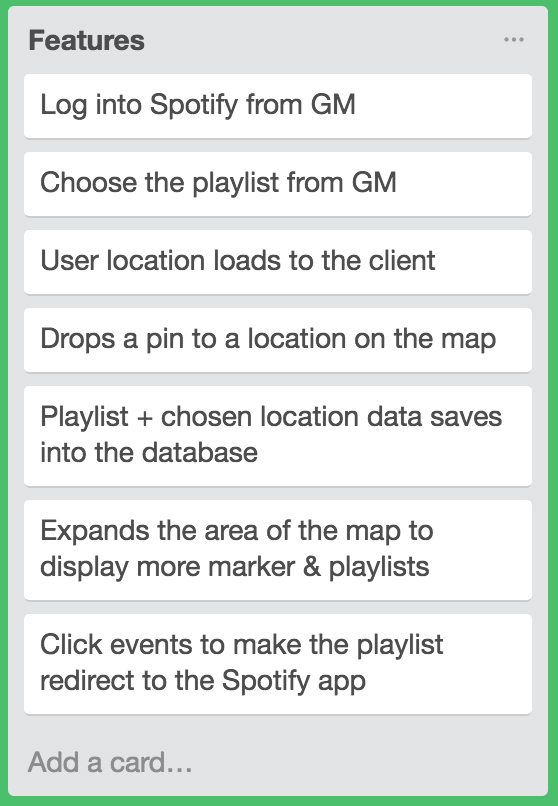 Features
Log into Spotify from GM
Choose the playlist from GM
User location loads to the client
Drops a pin to a location on the map
Playlist + chosen location data saves
into the database
Expands the area of the map to
display more marker & playlists
Click events to make the playlist
redirect to the Spotify app
Add a card…